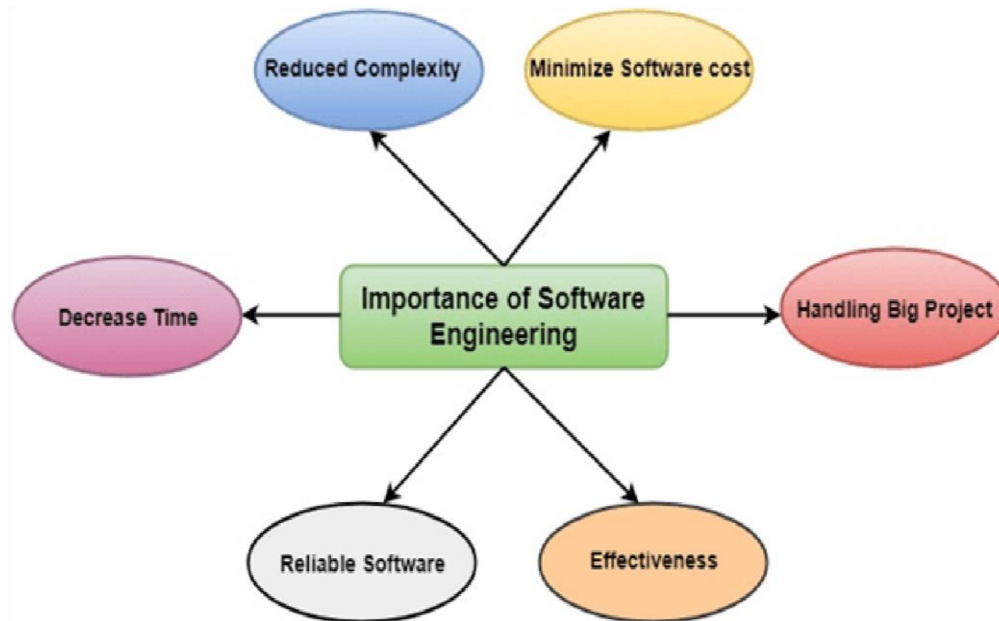 Reduced Complexity
Minimize Software cost
Decrease Time
Importance of Software
Engineering
Handling Big Project
Reliable Software
Effectiveness